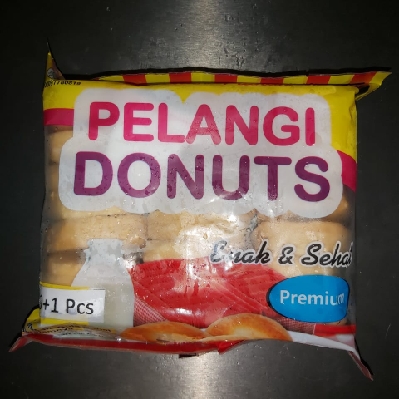 PELANGI
DONUTS
Enak & Sehat
Premium
+1 Pcs